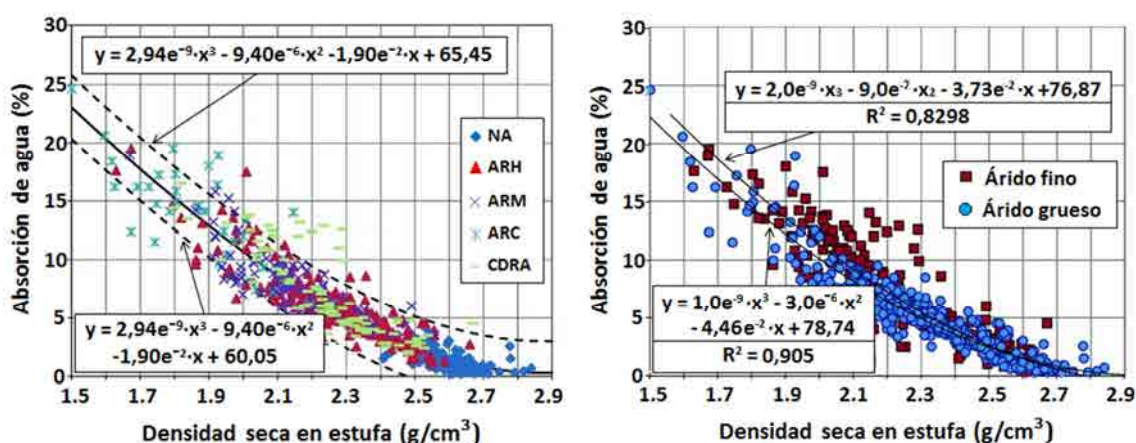 Absorción de agua (%)
30
25
20
15
10
5
0
y = 2,94e⁻⁹·x³ - 9,40e⁻⁶·x² -1,90e⁻²·x + 65,45
NA
ARH
ARM
ARC
CDRA
y = 2,94e⁻⁹·x³ - 9,40e⁻⁶·x²
-1,90e⁻²·x + 60,05
1.5 1.7 1.9 2.1 2.3 2.5 2.7 2.9
Densidad seca en estufa (g/cm³)
Absorción de agua (%)
30
25
20
15
10
5
0
y = 2,0e⁻⁹·x₃ - 9,0e⁻⁷·x₂ - 3,73e⁻²·x +76,87
R² = 0,8298
Árido fino
Árido grueso
y = 1,0e⁻⁹·x³ - 3,0e⁻⁶·x²
- 4,46e⁻²·x + 78,74
R² = 0,905
1.5 1.7 1.9 2.1 2.3 2.5 2.7 2.9
Densidad seca en estufa (g/cm³)